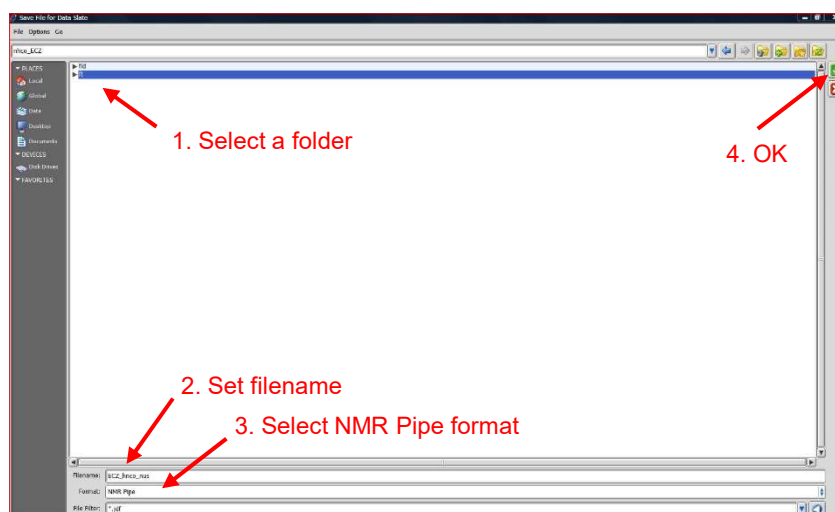 Save File for Data Slate
File Options Go
nhco_ECZ
PLACES
Local
Global
Data
Desktop
Documents
DEVICES
Disk Drives
FAVORITES
fid
1. Select a folder
4. OK
2. Set filename
3. Select NMR Pipe format
Filename: ECZ_hnco_nus
Format: NMR Pipe
File Filter: *.jdf